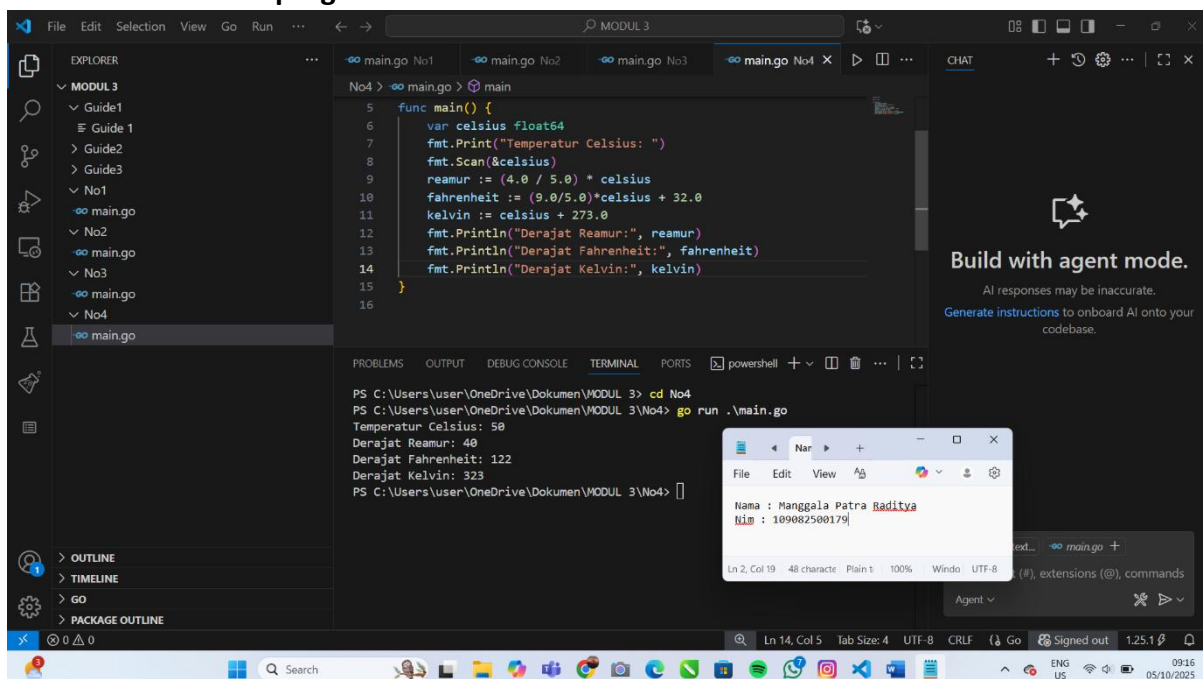 File Edit Selection View Go Run ...
MODUL 3
EXPLORER
MODUL 3
Guide1
Guide 1
Guide2
Guide3
No1
main.go
No2
main.go
No3
main.go
No4
main.go
OUTLINE
TIMELINE
GO
PACKAGE OUTLINE
main.go No1 main.go No2 main.go No3 main.go No4
No4 > main.go > main
5 func main() {
6 var celsius float64
7 fmt.Print("Temperatur Celsius: ")
8 fmt.Scan(&celsius)
9 reamur := (4.0 / 5.0) * celsius
10 fahrenheit := (9.0/5.0)*celsius + 32.0
11 kelvin := celsius + 273.0
12 fmt.Println("Derajat Reamur:", reamur)
13 fmt.Println("Derajat Fahrenheit:", fahrenheit)
14 fmt.Println("Derajat Kelvin:", kelvin)
15 }
16
PROBLEMS OUTPUT DEBUG CONSOLE TERMINAL PORTS powershell
PS C:\Users\user\OneDrive\Dokumen\MODUL 3> cd No4
PS C:\Users\user\OneDrive\Dokumen\MODUL 3\No4> go run .\main.go
Temperatur Celsius: 50
Derajat Reamur: 40
Derajat Fahrenheit: 122
Derajat Kelvin: 323
PS C:\Users\user\OneDrive\Dokumen\MODUL 3\No4>
CHAT
Build with agent mode.
AI responses may be inaccurate.
Generate instructions to onboard AI onto your
codebase.
main.go
(#), extensions (@), commands
Agent
Nar
File Edit View
Nama : Manggala Patra Raditya
Nim : 109082500179
Ln 2, Col 19 48 characte Plain t 100% Windo UTF-8
0 0 Ln 14, Col 5 Tab Size: 4 UTF-8 CRLF Go Signed out 1.25.1
Search
ENG
US
09:16
05/10/2025